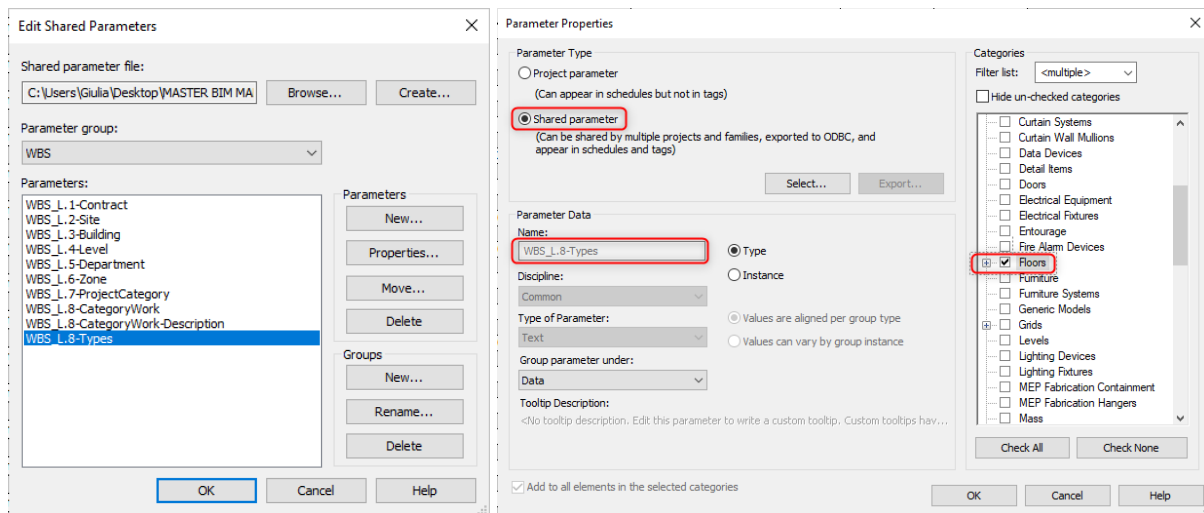 Edit Shared Parameters
Shared parameter file:
C:\Users\Giulia\Desktop\MASTER BIM MA
Browse...
Create...
Parameter group:
WBS
Parameters:
WBS_L.1-Contract
WBS_L.2-Site
WBS_L.3-Building
WBS_L.4-Level
WBS_L.5-Department
WBS_L.6-Zone
WBS_L.7-ProjectCategory
WBS_L.8-CategoryWork
WBS_L.8-CategoryWork-Description
WBS_L.8-Types
Parameters
New...
Properties...
Move...
Delete
Groups
New...
Rename...
Delete
OK
Cancel
Help
Parameter Properties
Parameter Type
Project parameter
(Can appear in schedules but not in tags)
Shared parameter
(Can be shared by multiple projects and families, exported to ODBC, and
appear in schedules and tags)
Select...
Export...
Parameter Data
Name:
WBS_L.8-Types
Type
Discipline:
Instance
Common
Type of Parameter:
Values are aligned per group type
Text
Values can vary by group instance
Group parameter under:
Data
Tooltip Description:
<No tooltip description. Edit this parameter to write a custom tooltip. Custom tooltips hav...
Add to all elements in the selected categories
Categories
Filter list:
<multiple>
Hide un-checked categories
Curtain Systems
Curtain Wall Mullions
Data Devices
Detail Items
Doors
Electrical Equipment
Electrical Fixtures
Entourage
Fire Alarm Devices
Floors
Furniture
Furniture Systems
Generic Models
Grids
Levels
Lighting Devices
Lighting Fixtures
MEP Fabrication Containment
MEP Fabrication Hangers
Mass
Check All
Check None
OK
Cancel
Help